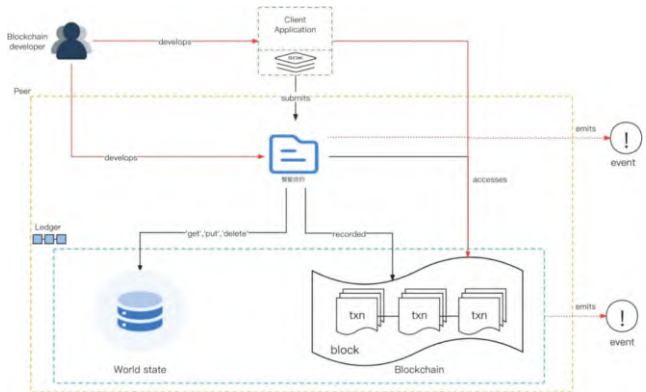 Blockchain
developer
develops
Client
Application
SDK
submits
Peer
develops
智能合约
emits
event
accesses
Ledger
'get','put','delete'
recorded
World state
txn
txn
txn
block
Blockchain
emits
event